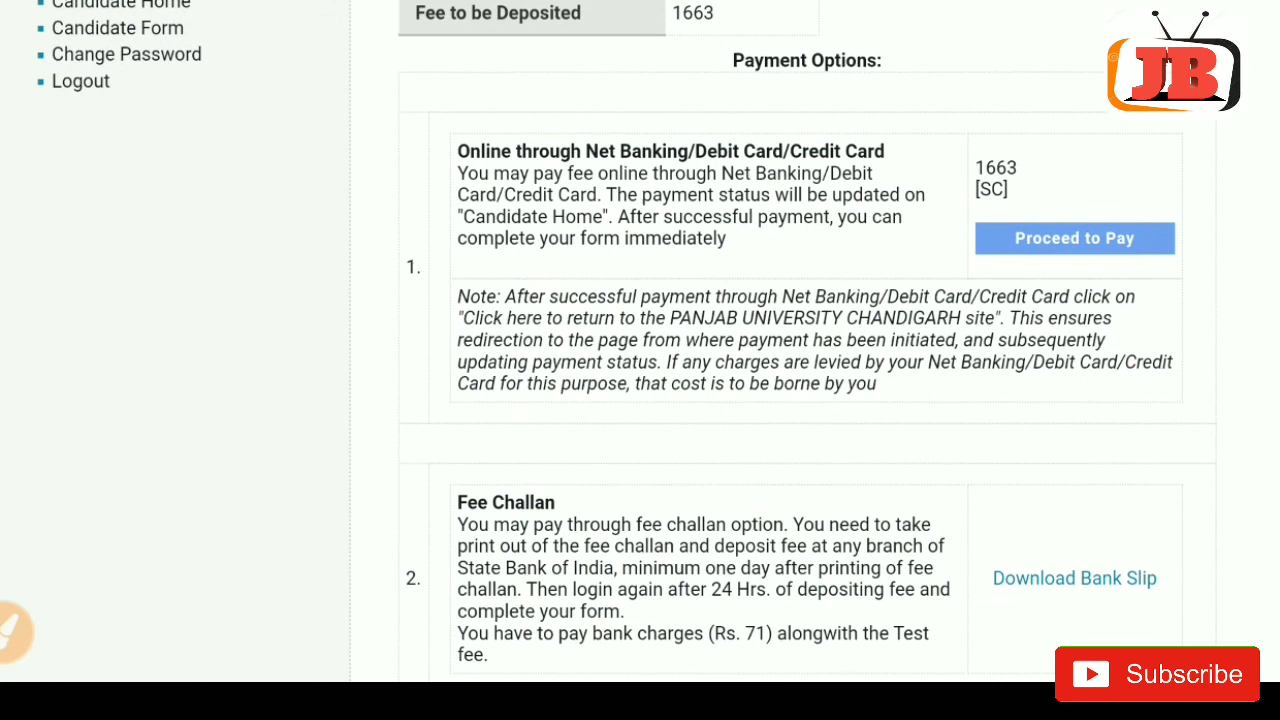 Candidate Home
Candidate Form
Change Password
Logout
Fee to be Deposited 1663
Payment Options:
JB
1.
Online through Net Banking/Debit Card/Credit Card
You may pay fee online through Net Banking/Debit
Card/Credit Card. The payment status will be updated on
"Candidate Home". After successful payment, you can
complete your form immediately
1663
[SC]
Proceed to Pay
Note: After successful payment through Net Banking/Debit Card/Credit Card click on
"Click here to return to the PANJAB UNIVERSITY CHANDIGARH site". This ensures
redirection to the page from where payment has been initiated, and subsequently
updating payment status. If any charges are levied by your Net Banking/Debit Card/Credit
Card for this purpose, that cost is to be borne by you
2.
Fee Challan
You may pay through fee challan option. You need to take
print out of the fee challan and deposit fee at any branch of
State Bank of India, minimum one day after printing of fee
challan. Then login again after 24 Hrs. of depositing fee and
complete your form.
You have to pay bank charges (Rs. 71) alongwith the Test
fee.
Download Bank Slip
Subscribe